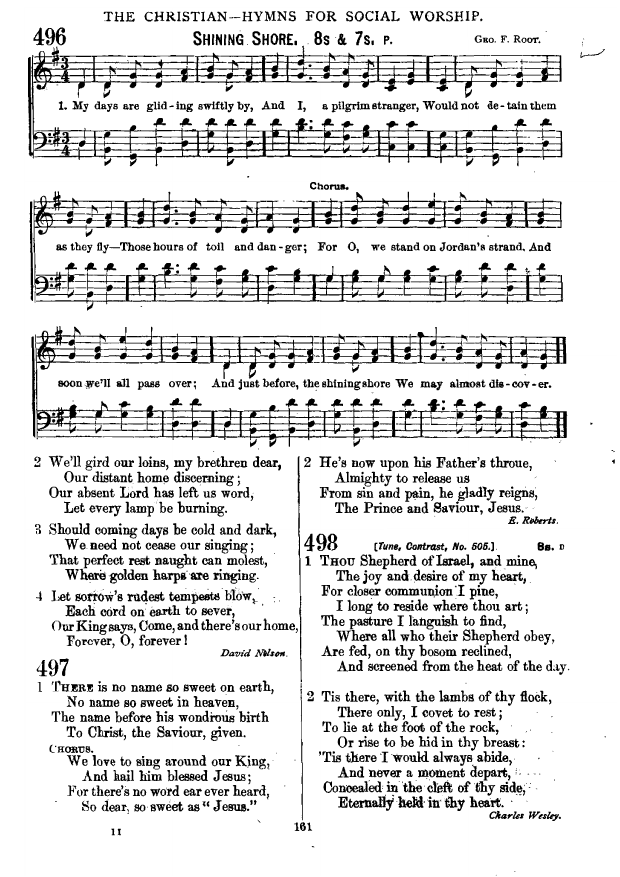 THE CHRISTIAN—HYMNS FOR SOCIAL WORSHIP.
496 SHINING SHORE. 8s & 7s. P. GEO. F. ROOT.
1. My days are glid-ing swiftly by, And I, a pilgrim stranger, Would not de-tain them
Chorus.
as they fly—Those hours of toil and dan-ger; For O, we stand on Jordan's strand, And
soon we'll all pass over; And just before, the shining shore We may almost dis-cov-er.
2 We'll gird our loins, my brethren dear,
Our distant home discerning;
Our absent Lord has left us word,
Let every lamp be burning.
3 Should coming days be cold and dark,
We need not cease our singing;
That perfect rest naught can molest,
Where golden harps are ringing.
4 Let sorrow's rudest tempests blow,
Each cord on earth to sever,
Our King says, Come, and there's our home,
Forever, O, forever!
David Nelson.
497
1 THERE is no name so sweet on earth,
No name so sweet in heaven,
The name before his wondrous birth
To Christ, the Saviour, given.
CHORUS.
We love to sing around our King,
And hail him blessed Jesus;
For there's no word ear ever heard,
So dear, so sweet as "Jesus."
11
2 He's now upon his Father's throne,
Almighty to release us
From sin and pain, he gladly reigns,
The Prince and Saviour, Jesus.
E. Roberts.
498 [Tune, Contrast, No. 505.] 8s. D
1 THOU Shepherd of Israel, and mine,
The joy and desire of my heart,
For closer communion I pine,
I long to reside where thou art;
The pasture I languish to find,
Where all who their Shepherd obey,
Are fed, on thy bosom reclined,
And screened from the heat of the day.
2 Tis there, with the lambs of thy flock,
There only, I covet to rest;
To lie at the foot of the rock,
Or rise to be hid in thy breast:
'Tis there I would always abide,
And never a moment depart,
Concealed in the cleft of thy side,
Eternally held in thy heart.
Charles Wesley.
161